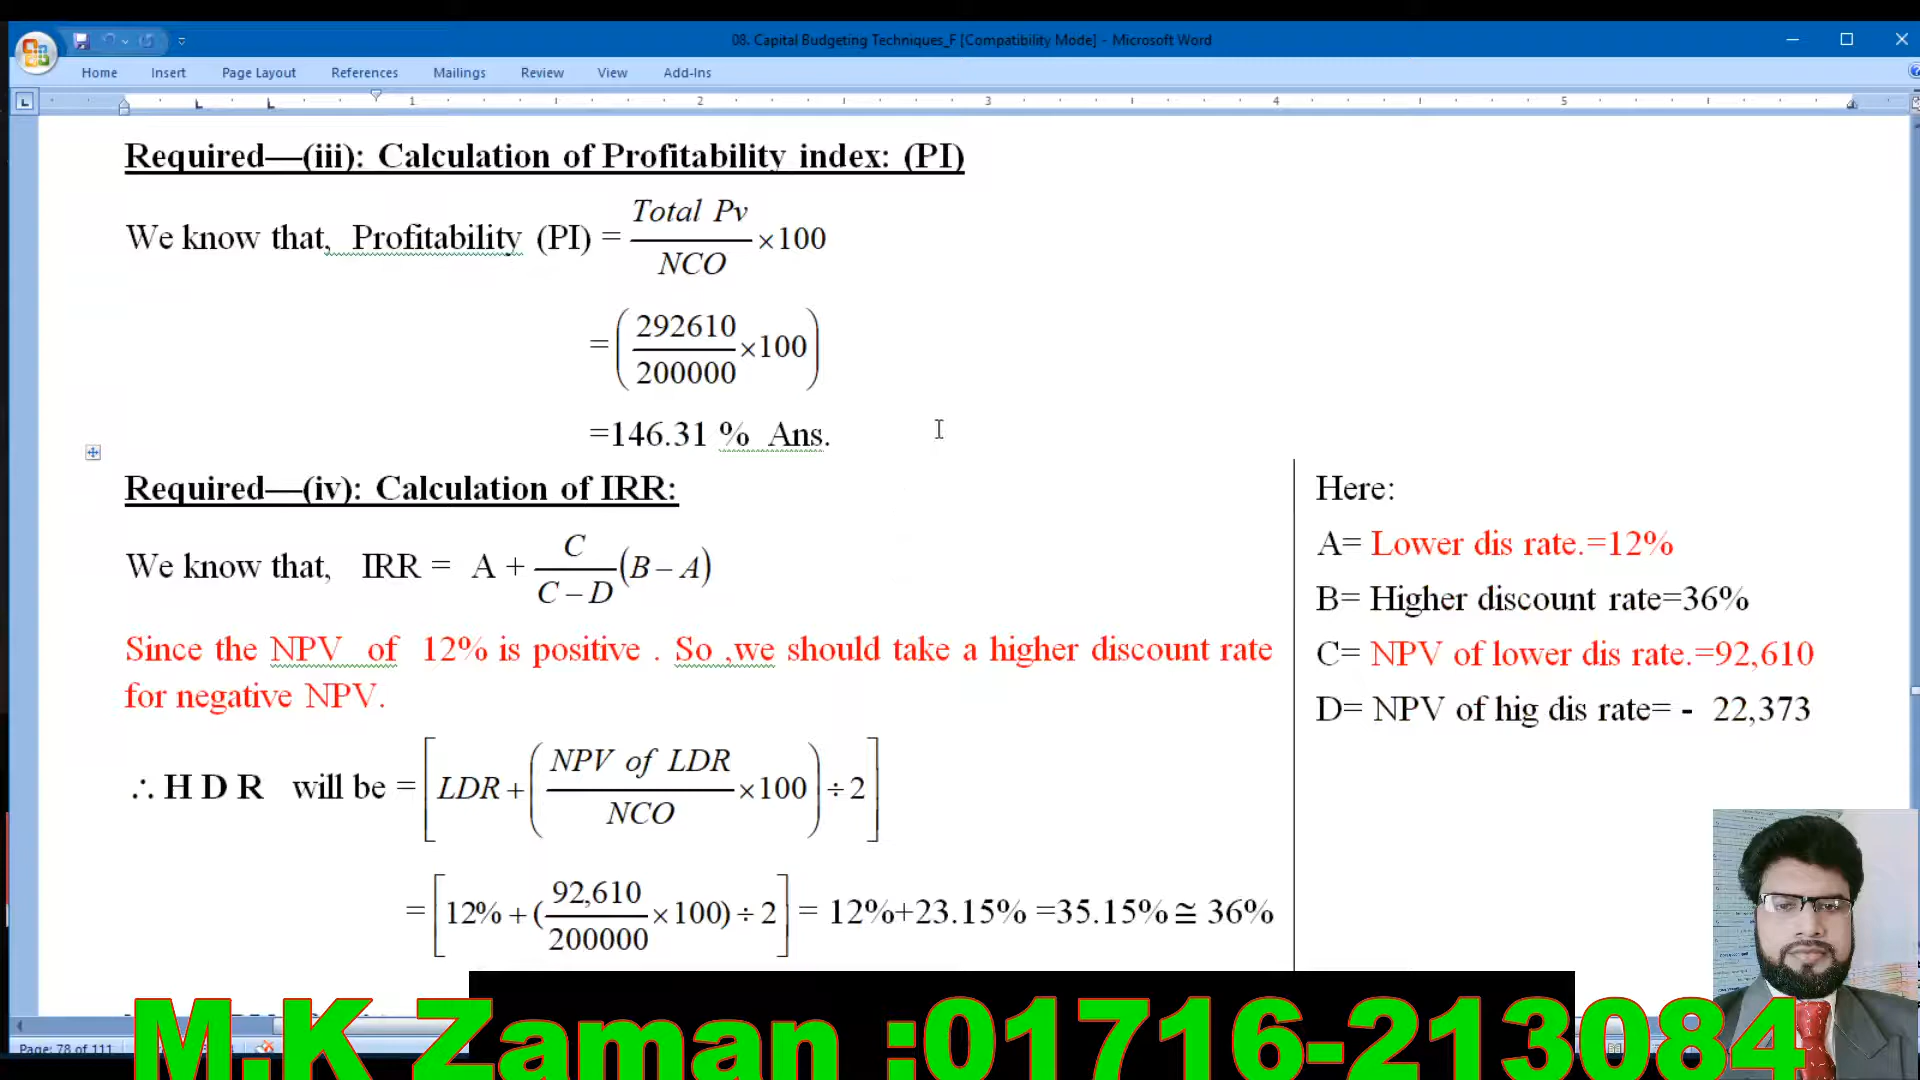 08. Capital Budgeting Techniques_F [Compatibility Mode] - Microsoft Word
Home Insert Page Layout References Mailings Review View Add-Ins
1 2 3 4 5
Required—(iii): Calculation of Profitability index: (PI)
We know that, Profitability (PI) = Total Pv / NCO ×100
= (292610 / 200000 ×100)
=146.31 % Ans.
Required—(iv): Calculation of IRR:
We know that, IRR = A + C / C – D (B – A)
Since the NPV of 12% is positive . So ,we should take a higher discount rate
for negative NPV.
∴ H D R will be = [LDR + (NPV of LDR / NCO ×100) ÷ 2]
= [12% + (92,610 / 200000 ×100) ÷ 2] = 12%+23.15% =35.15% ≅ 36%
Here:
A= Lower dis rate.=12%
B= Higher discount rate=36%
C= NPV of lower dis rate.=92,610
D= NPV of hig dis rate= - 22,373
Page: 78 of 111
M.K Zaman :01716-213084